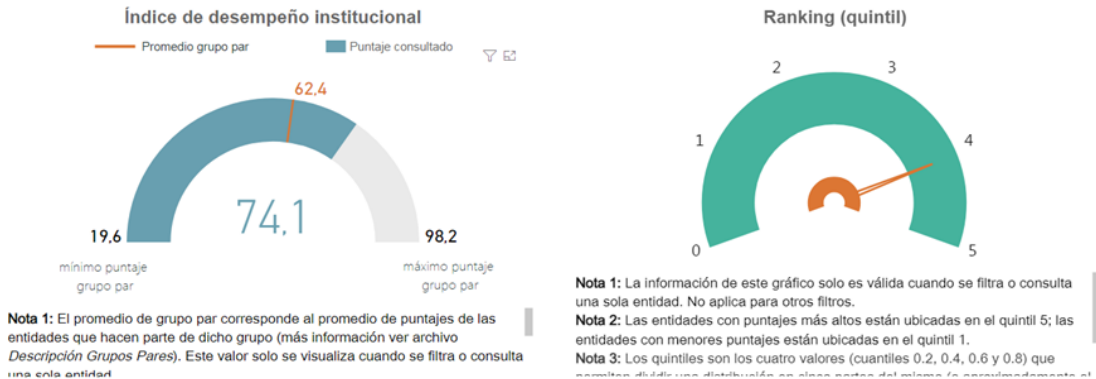 Índice de desempeño institucional
Promedio grupo par
Puntaje consultado
62,4
74,1
19,6
98,2
mínimo puntaje
grupo par
máximo puntaje
grupo par
Nota 1: El promedio de grupo par corresponde al promedio de puntajes de las
entidades que hacen parte de dicho grupo (más información ver archivo
Descripción Grupos Pares). Este valor solo se visualiza cuando se filtra o consulta
una sola entidad
Ranking (quintil)
2
3
1
4
0
5
Nota 1: La información de este gráfico solo es válida cuando se filtra o consulta
una sola entidad. No aplica para otros filtros.
Nota 2: Las entidades con puntajes más altos están ubicadas en el quintil 5; las
entidades con menores puntajes están ubicadas en el quintil 1.
Nota 3: Los quintiles son los cuatro valores (cuantiles 0.2, 0.4, 0.6 y 0.8) que